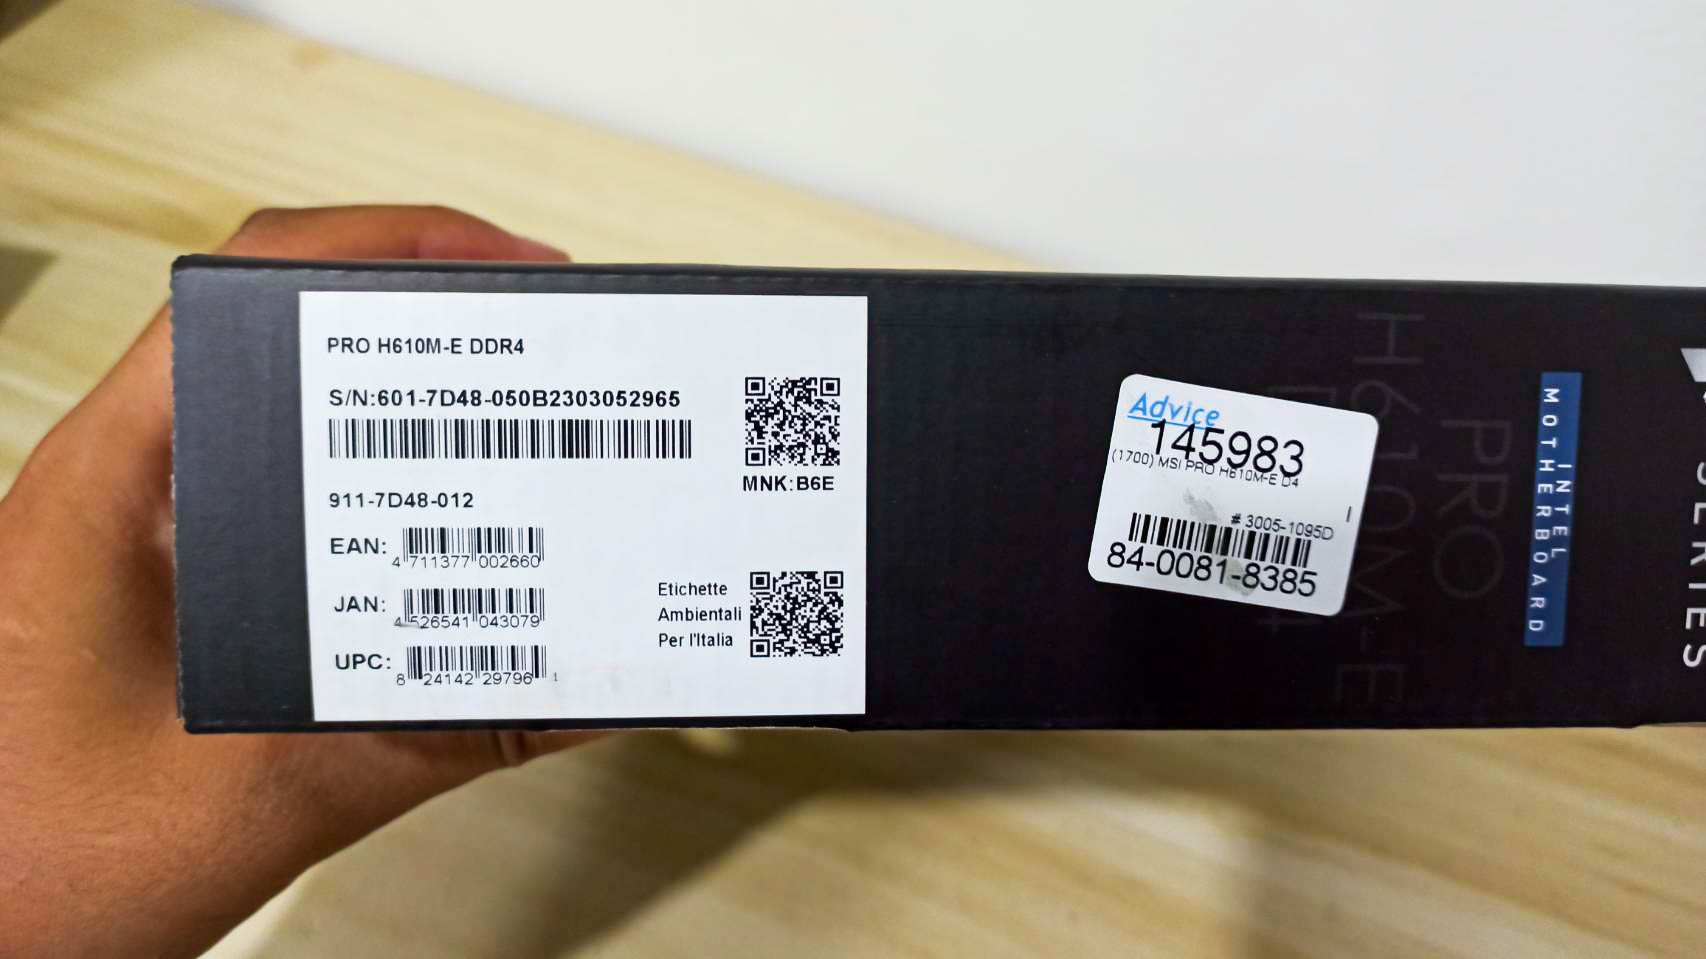 PRO H610M-E DDR4
S/N:601-7D48-050B2303052965
MNK:B6E
911-7D48-012
EAN:
4 711377 002660
JAN:
4 526541 043079
UPC:
8 24142 29796 1
Etichette
Ambientali
Per l'Italia
Advice
145983
(1700) MSI PRO H610M-E D4
# 3005-1095D
84-0081-8385
PRO
H610M-E
INTEL
MOTHERBOARD
SERIES